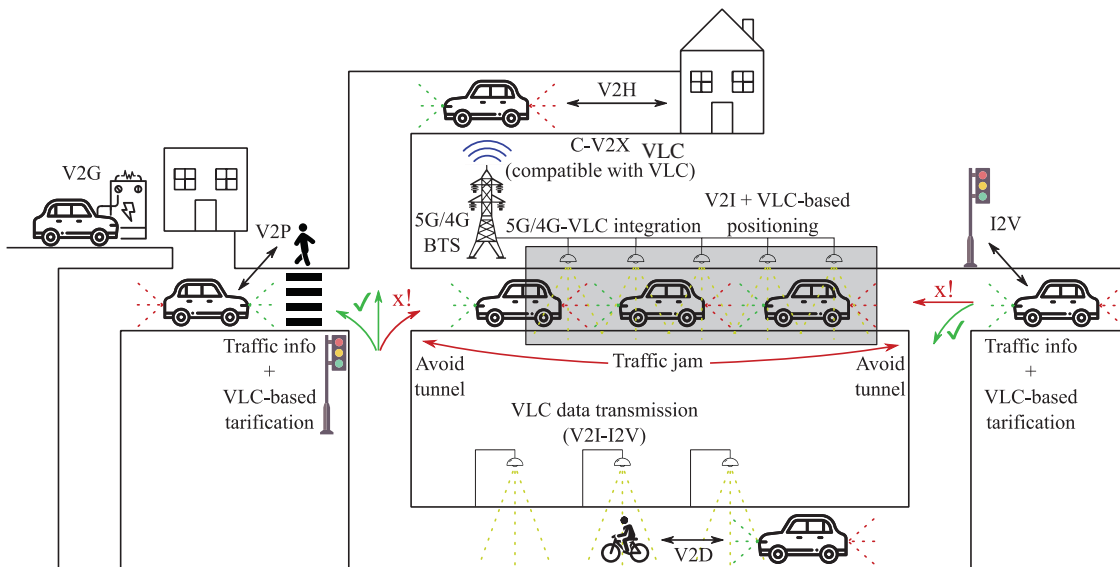 V2H
C-V2X
VLC
(compatible with VLC)
V2G
5G/4G
BTS
5G/4G-VLC integration
V2I + VLC-based
positioning
I2V
V2P
x!
x!
Traffic info
+
VLC-based
tarification
Avoid
tunnel
Traffic jam
Avoid
tunnel
Traffic info
+
VLC-based
tarification
VLC data transmission
(V2I-I2V)
V2D